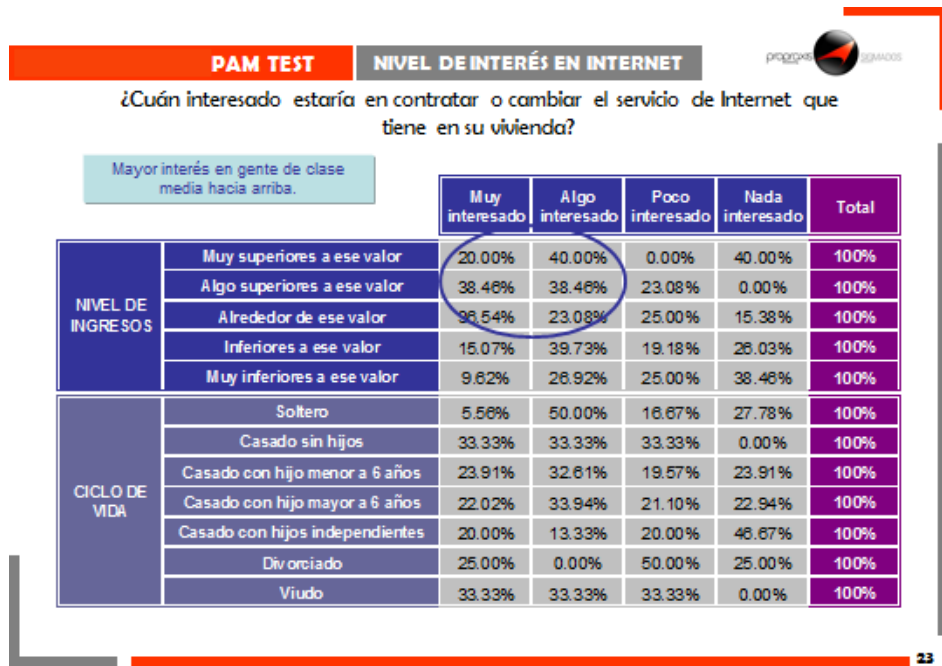 PAM TEST
NIVEL DE INTERÉS EN INTERNET
¿Cuán interesado estaría en contratar o cambiar el servicio de Internet que
tiene en su vivienda?
Mayor interés en gente de clase
media hacia arriba.
Muy interesado Algo interesado Poco interesado Nada interesado Total
NIVEL DE INGRESOS
Muy superiores a ese valor 20.00% 40.00% 0.00% 40.00% 100%
Algo superiores a ese valor 38.46% 38.46% 23.08% 0.00% 100%
Alrededor de ese valor 36.54% 23.08% 25.00% 15.38% 100%
Inferiores a ese valor 15.07% 39.73% 19.18% 26.03% 100%
Muy inferiores a ese valor 9.62% 26.92% 25.00% 38.46% 100%
CICLO DE VIDA
Soltero 5.56% 50.00% 16.67% 27.78% 100%
Casado sin hijos 33.33% 33.33% 33.33% 0.00% 100%
Casado con hijo menor a 6 años 23.91% 32.61% 19.57% 23.91% 100%
Casado con hijo mayor a 6 años 22.02% 33.94% 21.10% 22.94% 100%
Casado con hijos independientes 20.00% 13.33% 20.00% 46.67% 100%
Divorciado 25.00% 0.00% 50.00% 25.00% 100%
Viudo 33.33% 33.33% 33.33% 0.00% 100%
23